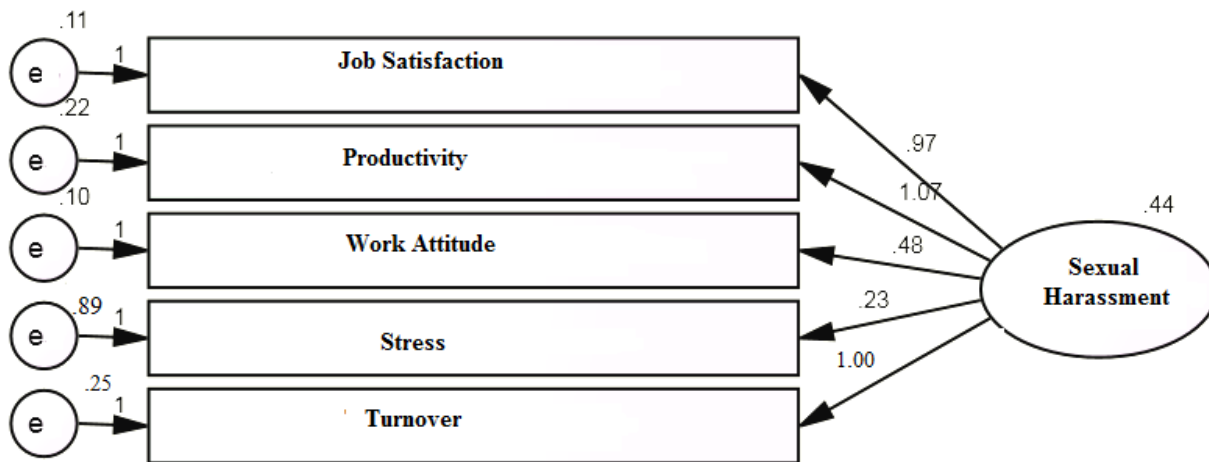 .11
e
1
Job Satisfaction
.97
.22
e
1
Productivity
1.07
.10
e
1
Work Attitude
.48
.44
Sexual
Harassment
.89
e
1
Stress
.23
.25
e
1
Turnover
1.00